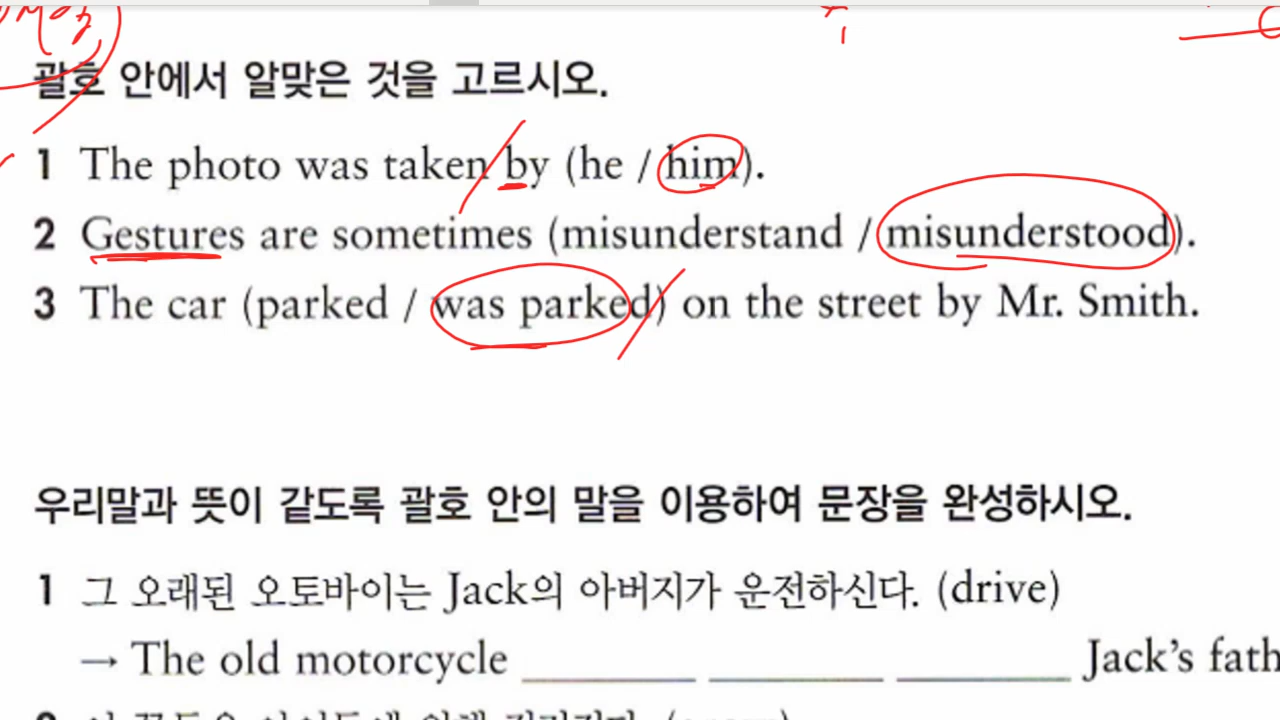 괄호 안에서 알맞은 것을 고르시오.
1 The photo was taken by (he / him).
2 Gestures are sometimes (misunderstand / misunderstood).
3 The car (parked / was parked) on the street by Mr. Smith.
우리말과 뜻이 같도록 괄호 안의 말을 이용하여 문장을 완성하시오.
1 그 오래된 오토바이는 Jack의 아버지가 운전하신다. (drive)
→ The old motorcycle ______ ______ ______ Jack's fath